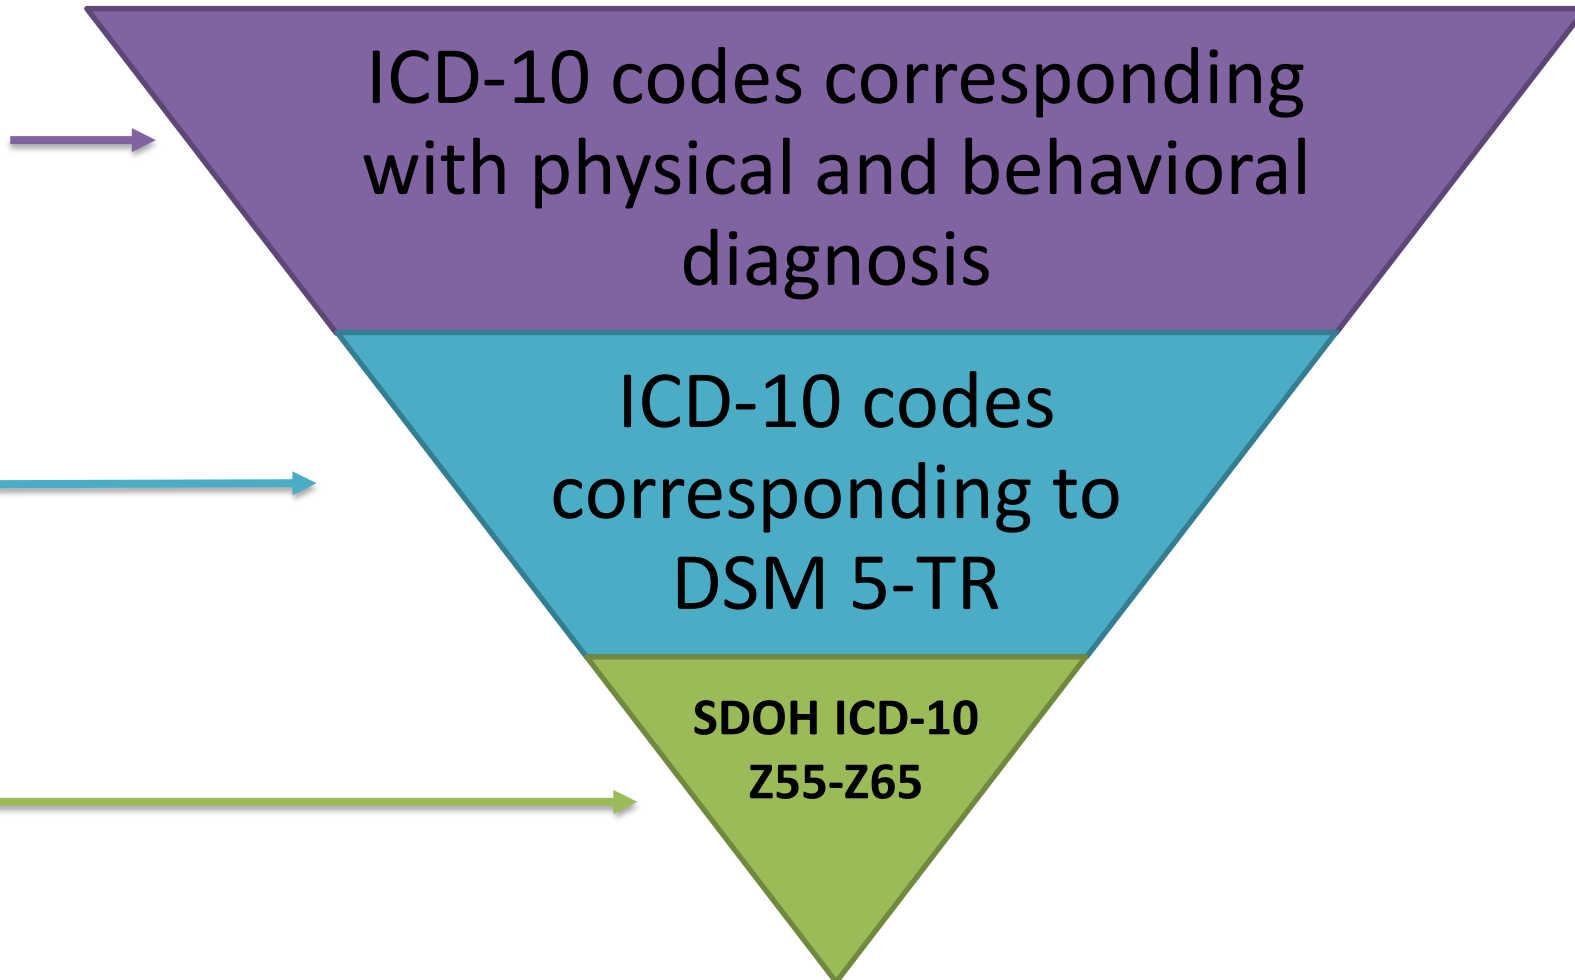 ICD-10 codes corresponding
with physical and behavioral
diagnosis
ICD-10 codes
corresponding to
DSM 5-TR
SDOH ICD-10
Z55-Z65